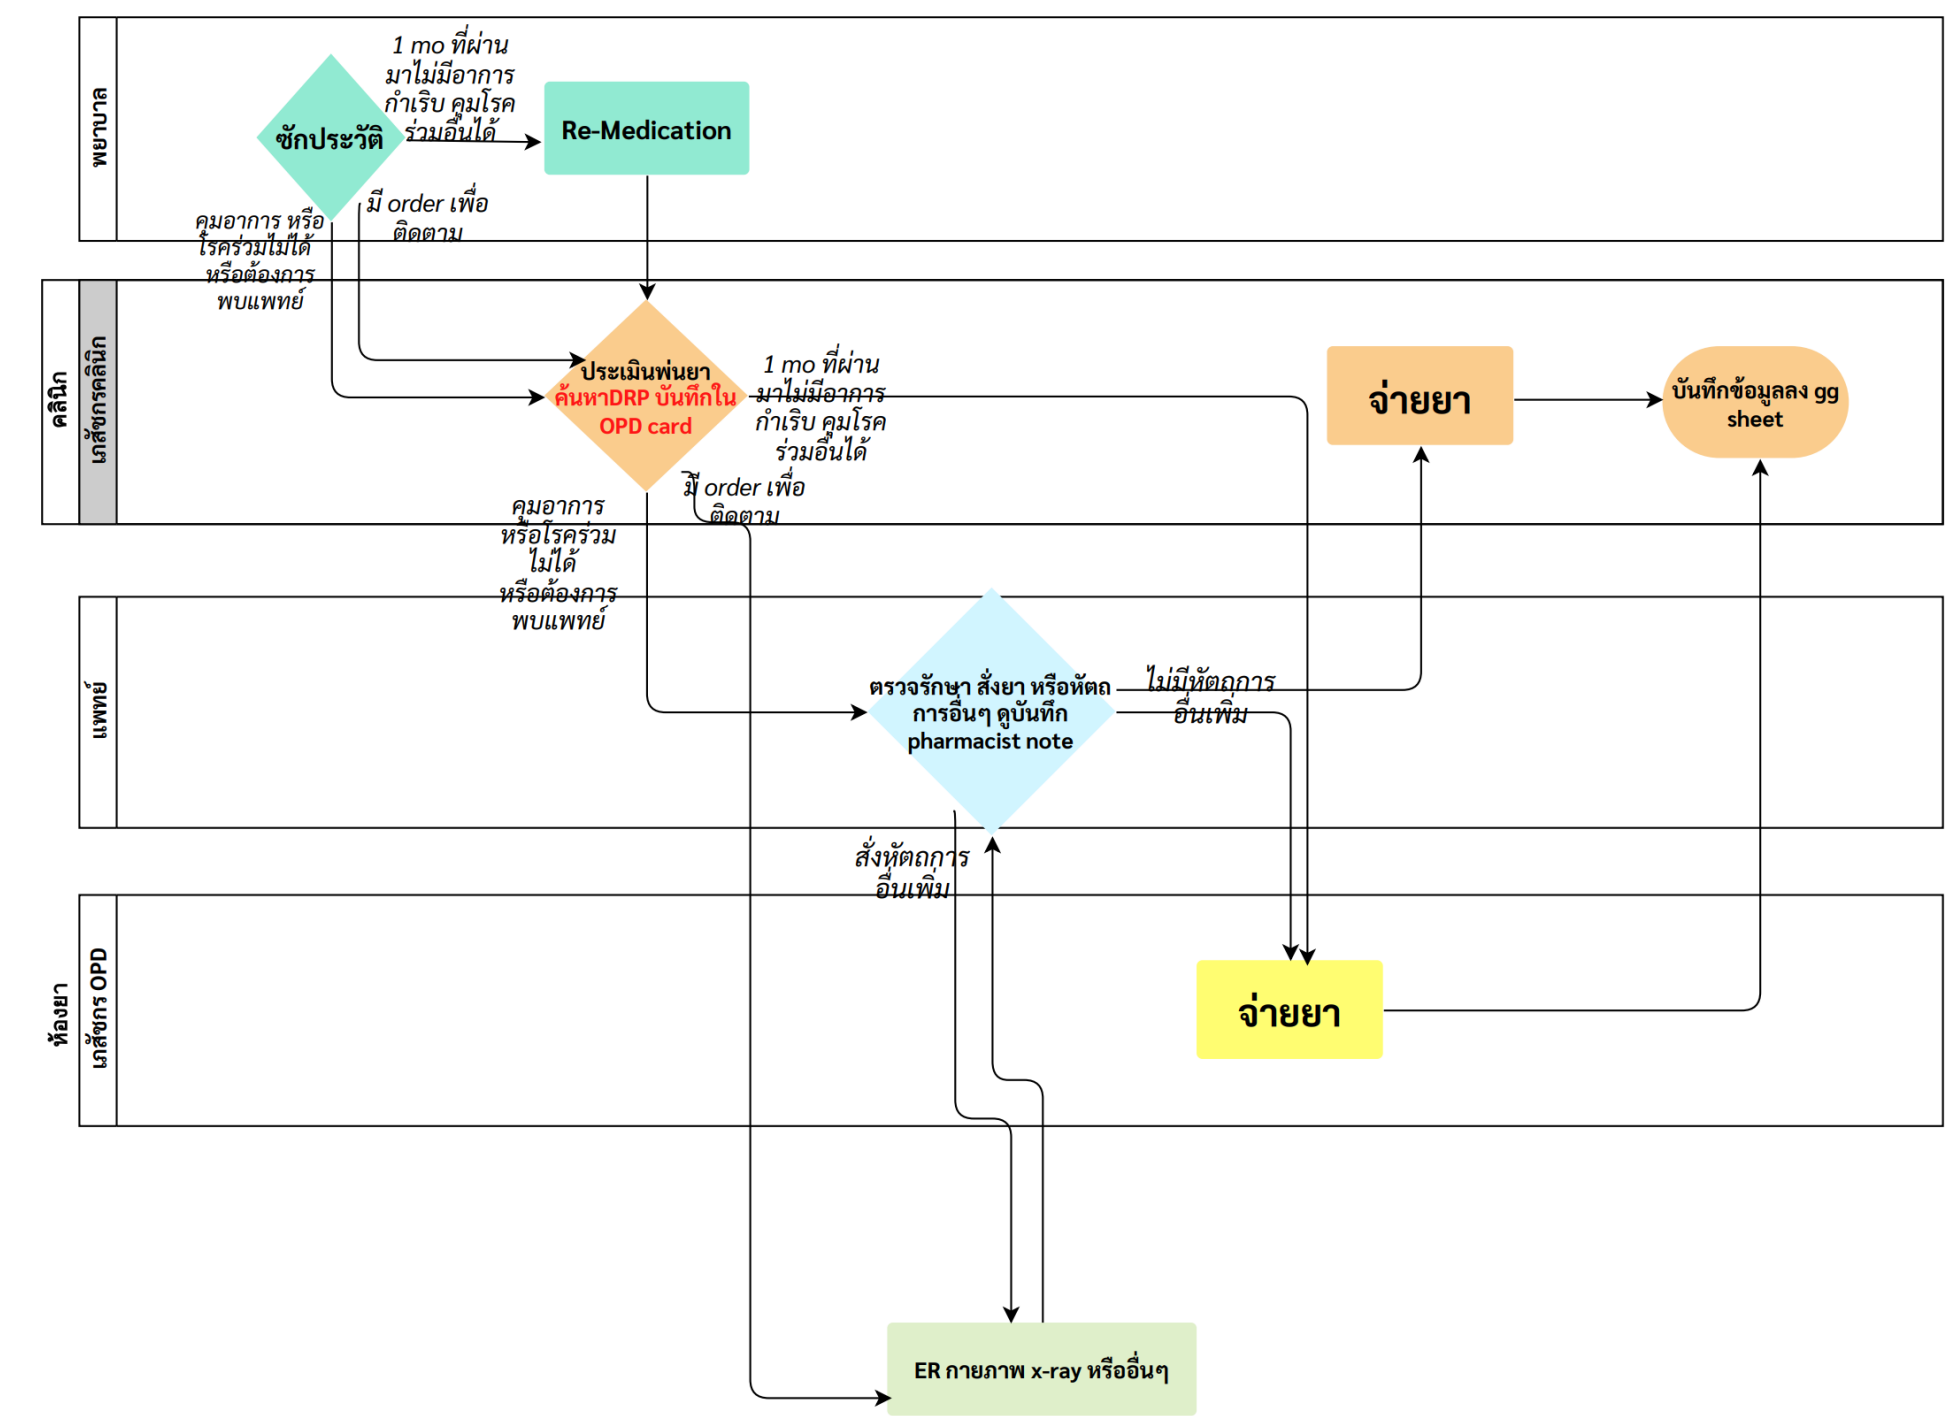 พยาบาล
ซักประวัติ
1 mo ที่ผ่าน
มาไม่มีอาการ
กำเริบ คุมโรค
ร่วมอื่นได้
Re-Medication
มี order เพื่อ
ติดตาม
คุมอาการ หรือ
โรคร่วมไม่ได้
หรือต้องการ
พบแพทย์
คลินิก
เภสัชกรคลินิก
ประเมินพ่นยา
ค้นหาDRP บันทึกใน
OPD card
1 mo ที่ผ่าน
มาไม่มีอาการ
กำเริบ คุมโรค
ร่วมอื่นได้
มี order เพื่อ
ติดตาม
คุมอาการ
หรือโรคร่วม
ไม่ได้
หรือต้องการ
พบแพทย์
จ่ายยา
บันทึกข้อมูลลง gg
sheet
แพทย์
ตรวจรักษา สั่งยา หรือหัตถ
การอื่นๆ ดูบันทึก
pharmacist note
ไม่มีหัตถการ
อื่นเพิ่ม
สั่งหัตถการ
อื่นเพิ่ม
ห้องยา
เภสัชกร OPD
จ่ายยา
ER กายภาพ x-ray หรืออื่นๆ